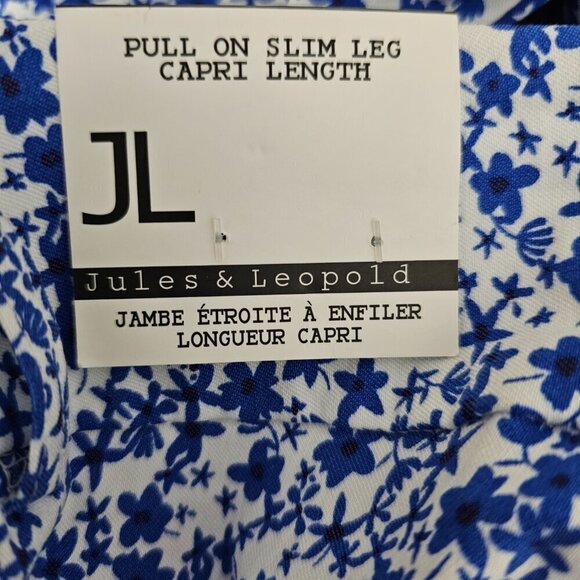 PULL ON SLIM LEG
CAPRI LENGTH
JL
Jules & Leopold
JAMBE ÉTROITE À ENFILER
LONGUEUR CAPRI